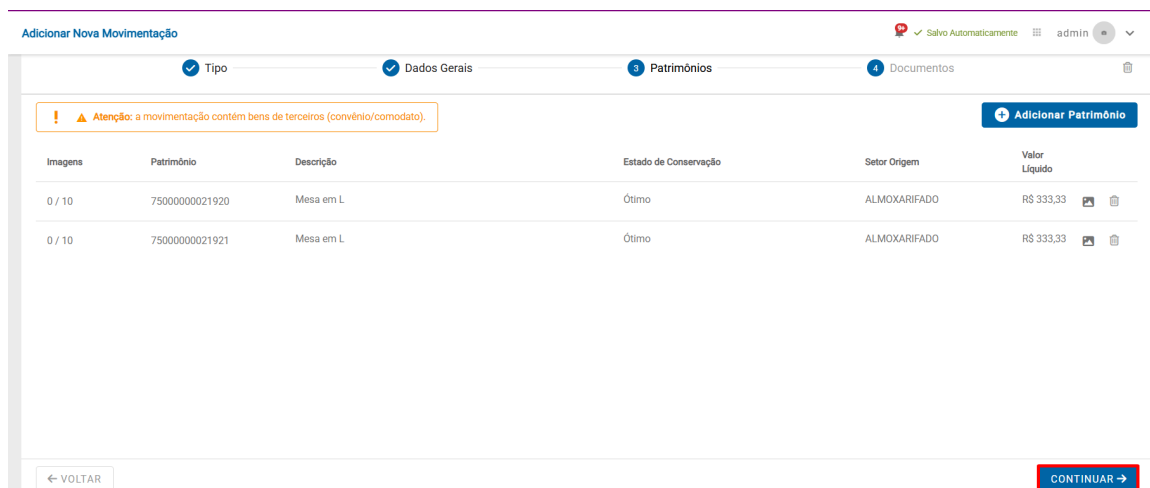 Adicionar Nova Movimentação
9+
Salvo Automaticamente
admin
Tipo
Dados Gerais
3 Patrimônios
4 Documentos
Atenção: a movimentação contém bens de terceiros (convênio/comodato).
Adicionar Patrimônio
Imagens Patrimônio Descrição Estado de Conservação Setor Origem Valor Líquido
0 / 10 75000000021920 Mesa em L Ótimo ALMOXARIFADO R$ 333,33
0 / 10 75000000021921 Mesa em L Ótimo ALMOXARIFADO R$ 333,33
VOLTAR
CONTINUAR